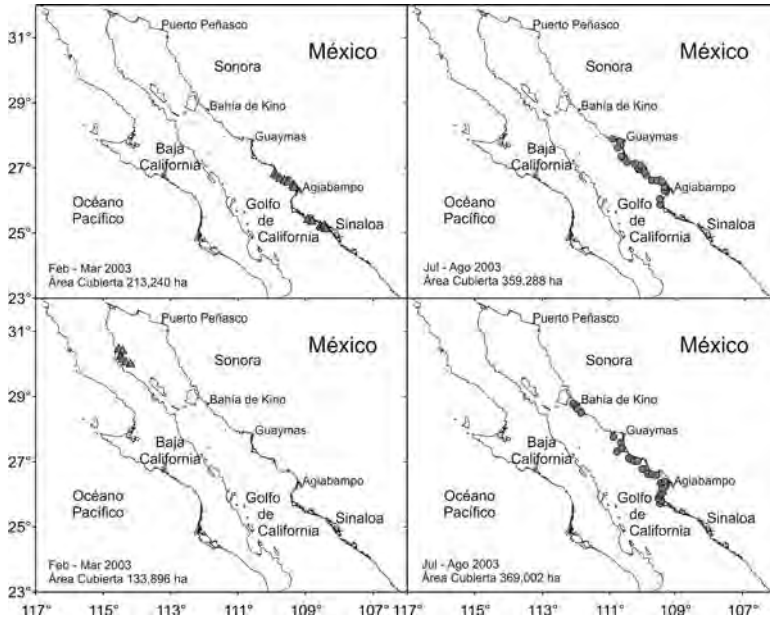 31°
29°
27°
25°
23°
Puerto Peñasco
México
Sonora
Bahía de Kino
Guaymas
Baja
California
Agiabampo
Océano
Pacífico
Golfo
de
California
Sinaloa
Feb - Mar 2003
Área Cubierta 213,240 ha
Puerto Peñasco
México
Sonora
Bahía de Kino
Guaymas
Baja
California
Agiabampo
Océano
Pacífico
Golfo
de
California
Sinaloa
Jul - Ago 2003
Área Cubierta 359.288 ha
31°
29°
27°
25°
23°
Puerto Peñasco
México
Sonora
Bahía de Kino
Guaymas
Baja
California
Agiabampo
Océano
Pacífico
Golfo
de
California
Sinaloa
Feb - Mar 2003
Área Cubierta 133,896 ha
117° 115° 113° 111° 109° 107°
Puerto Peñasco
México
Sonora
Bahía de Kino
Guaymas
Baja
California
Agiabampo
Océano
Pacífico
Golfo
de
California
Sinaloa
Jul - Ago 2003
Área Cubierta 369,002 ha
117° 115° 113° 111° 109° 107°